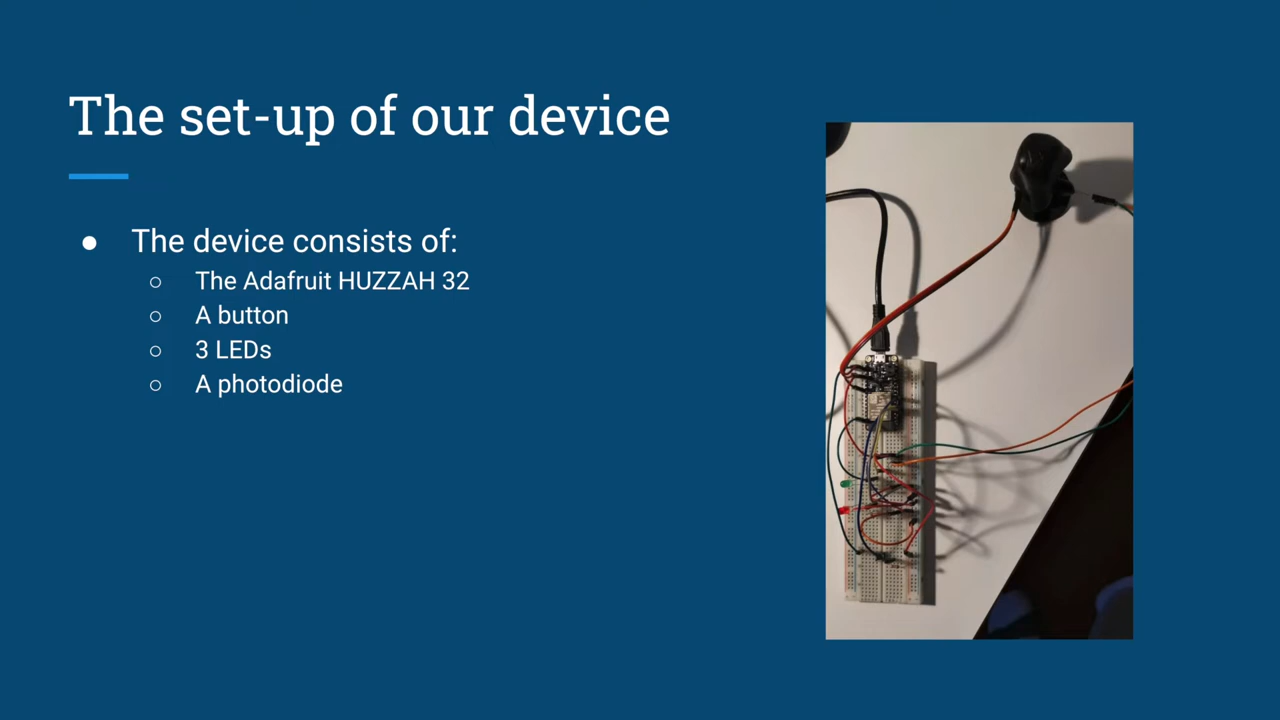 The set-up of our device
● The device consists of:
○ The Adafruit HUZZAH 32
○ A button
○ 3 LEDs
○ A photodiode